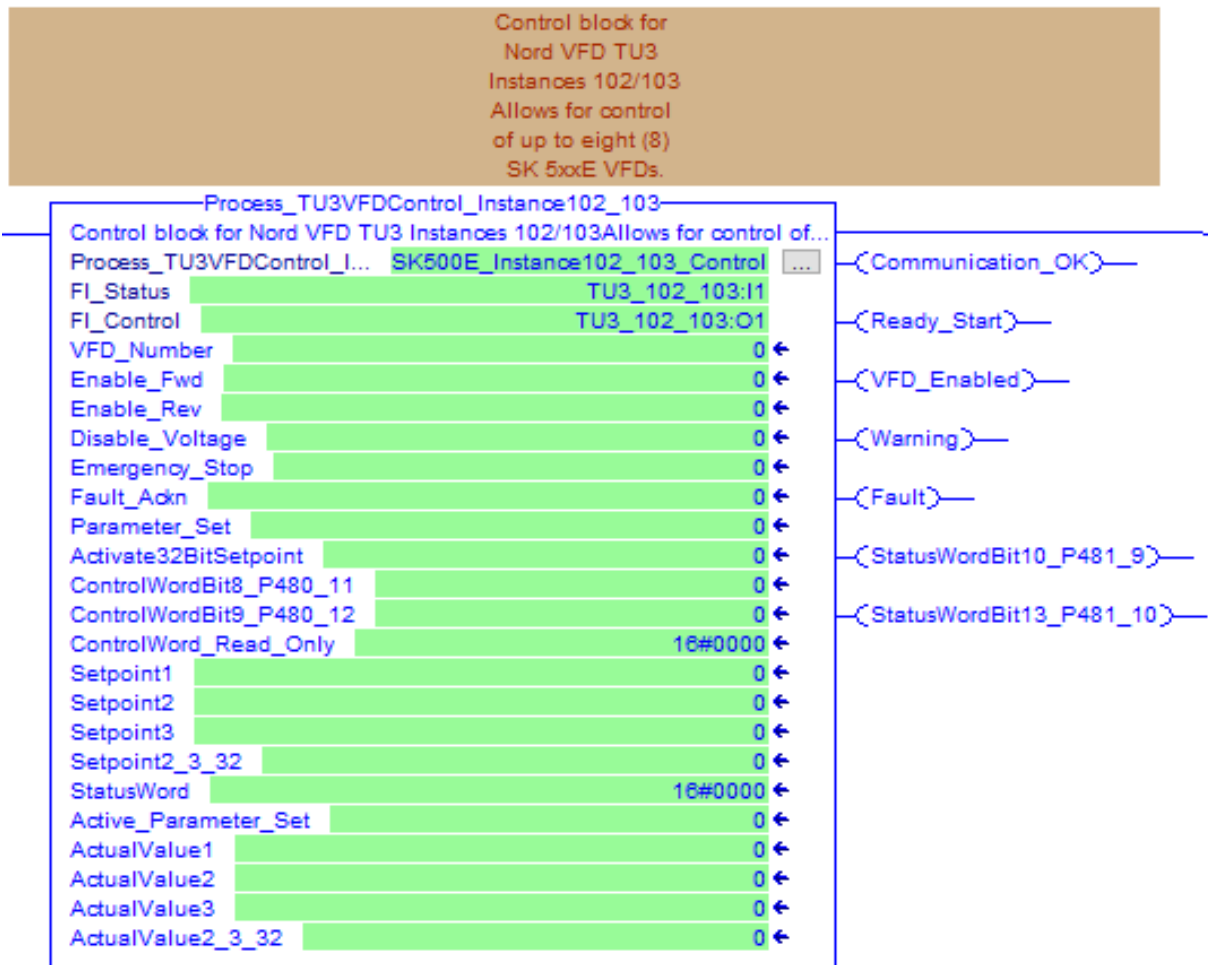 Control block for
Nord VFD TU3
Instances 102/103
Allows for control
of up to eight (8)
SK 5xxE VFDs.
Process_TU3VFDControl_Instance102_103
Control block for Nord VFD TU3 Instances 102/103Allows for control of...
Process_TU3VFDControl_I... SK500E_Instance102_103_Control ... Communication_OK
FI_Status TU3_102_103:I1
FI_Control TU3_102_103:O1 Ready_Start
VFD_Number 0
Enable_Fwd 0 VFD_Enabled
Enable_Rev 0
Disable_Voltage 0 Warning
Emergency_Stop 0
Fault_Ackn 0 Fault
Parameter_Set 0
Activate32BitSetpoint 0 StatusWordBit10_P481_9
ControlWordBit8_P480_11 0
ControlWordBit9_P480_12 0 StatusWordBit13_P481_10
ControlWord_Read_Only 16#0000
Setpoint1 0
Setpoint2 0
Setpoint3 0
Setpoint2_3_32 0
StatusWord 16#0000
Active_Parameter_Set 0
ActualValue1 0
ActualValue2 0
ActualValue3 0
ActualValue2_3_32 0